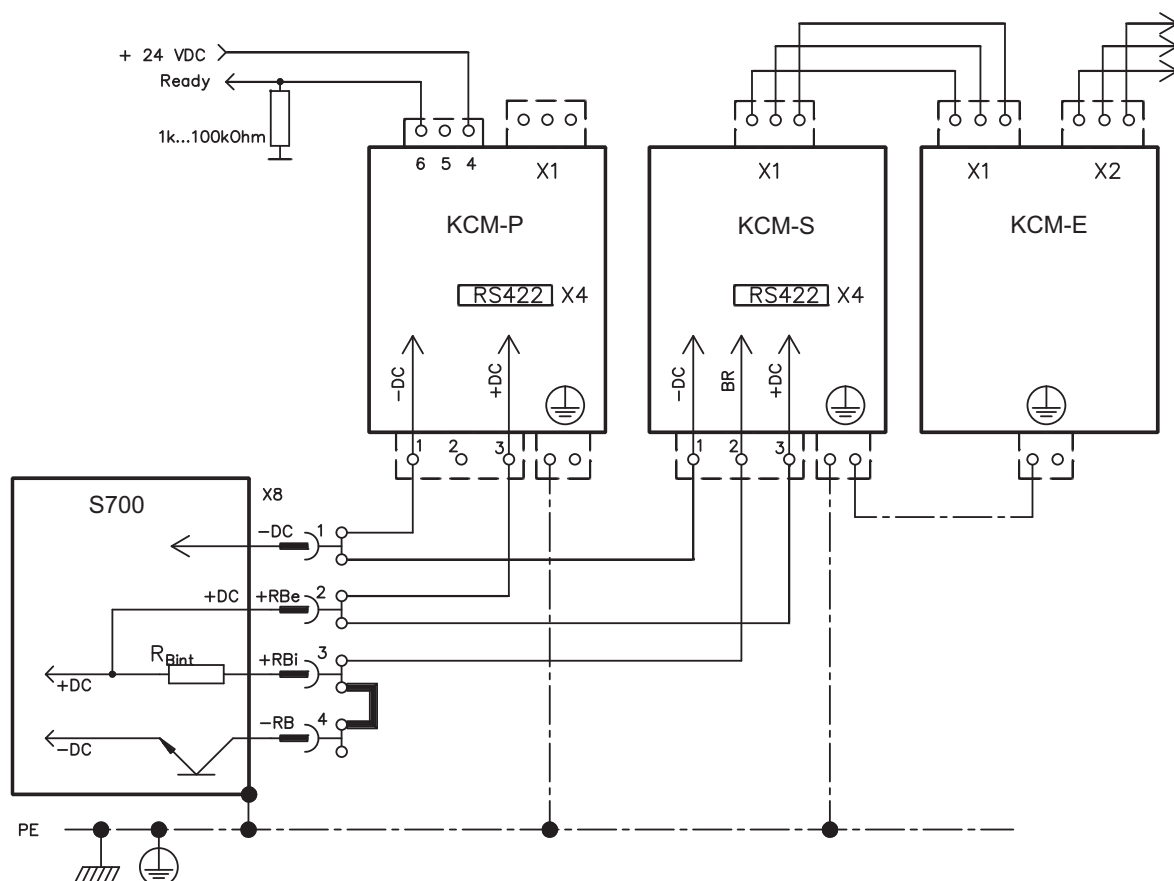 + 24 VDC
Ready
1k...100kOhm
6 5 4
X1
X1
X1
X2
KCM-P
KCM-S
KCM-E
RS422 X4
RS422 X4
-DC
+DC
-DC
BR
+DC
1 2 3
1 2 3
S700
X8
-DC 1
+DC +RBe 2
RBint
+RBi 3
+DC
-RB 4
-DC
PE